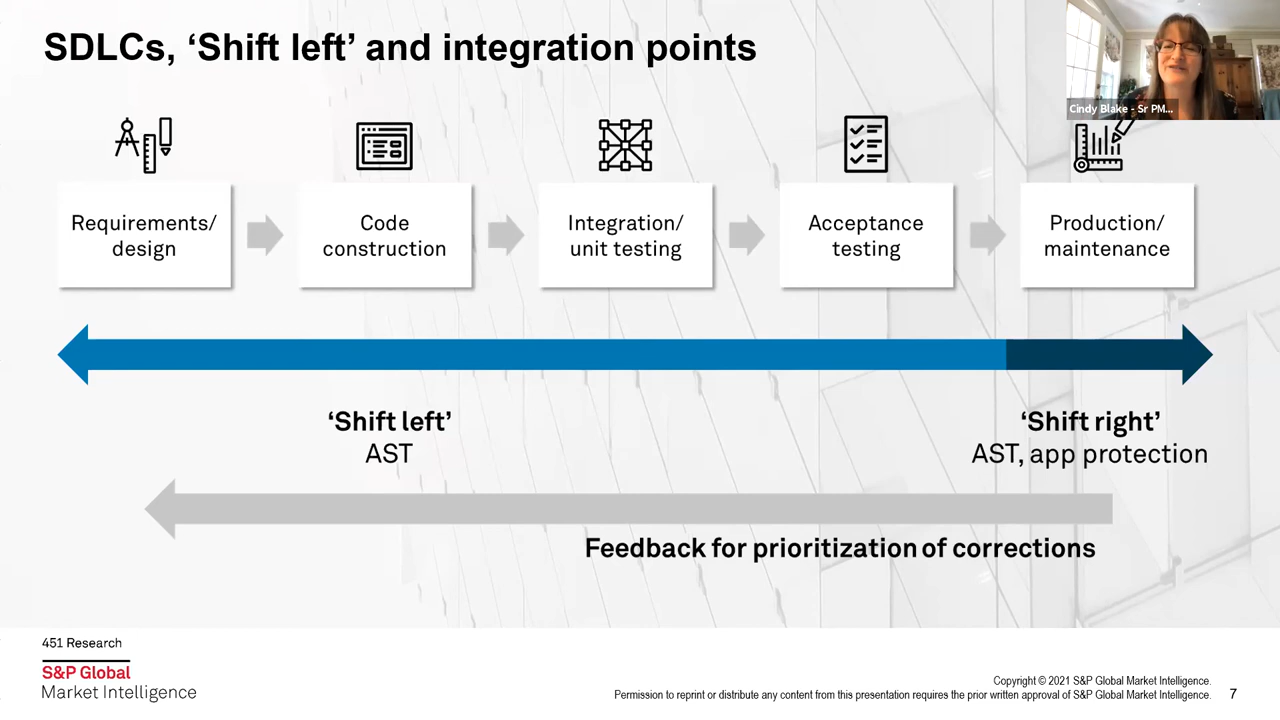 SDLCs, ‘Shift left’ and integration points
Cindy Blake - Sr PM...
Requirements/
design
Code
construction
Integration/
unit testing
Acceptance
testing
Production/
maintenance
‘Shift left’
AST
‘Shift right’
AST, app protection
Feedback for prioritization of corrections
451 Research
S&P Global
Market Intelligence
Copyright © 2021 S&P Global Market Intelligence.
Permission to reprint or distribute any content from this presentation requires the prior written approval of S&P Global Market Intelligence.
7